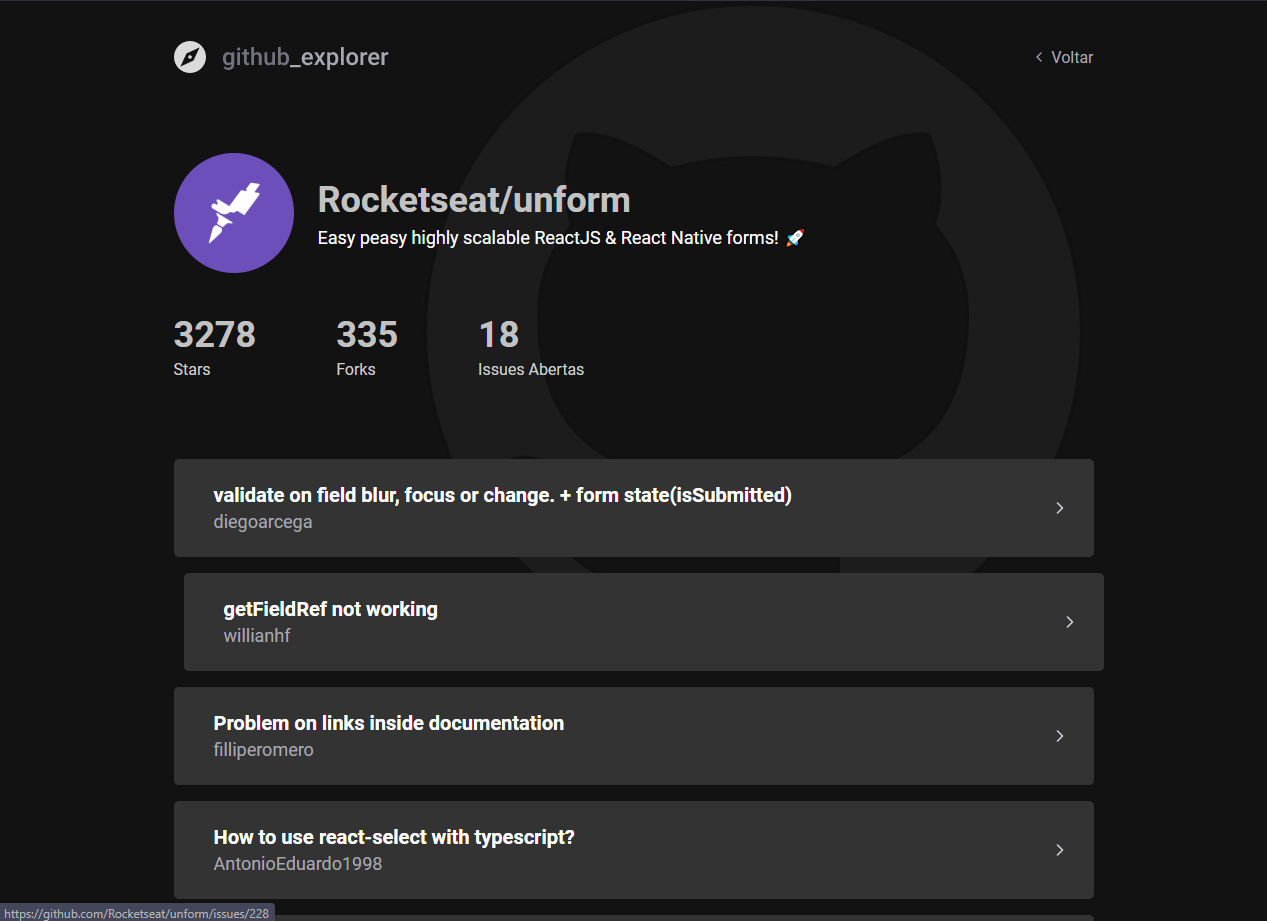 github_explorer
Voltar
Rocketseat/unform
Easy peasy highly scalable ReactJS & React Native forms! 🚀
3278
335
18
Stars
Forks
Issues Abertas
validate on field blur, focus or change. + form state(isSubmitted)
diegoarcega
getFieldRef not working
willianhf
Problem on links inside documentation
filliperomero
How to use react-select with typescript?
AntonioEduardo1998
https://github.com/Rocketseat/unform/issues/228